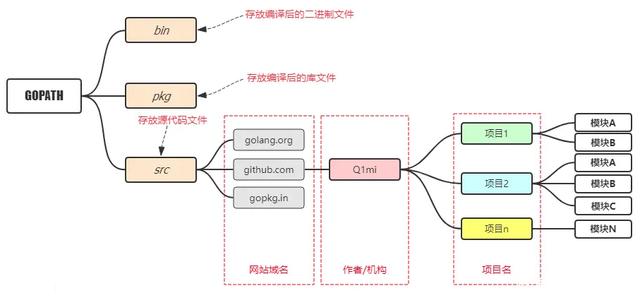 存放编译后的二进制文件
bin
GOPATH
pkg
存放编译后的库文件
存放源代码文件
src
golang.org
github.com
gopkg.in
网站域名
Q1mi
作者/机构
项目1
模块A
模块B
项目2
模块A
模块B
模块C
项目n
模块N
项目名